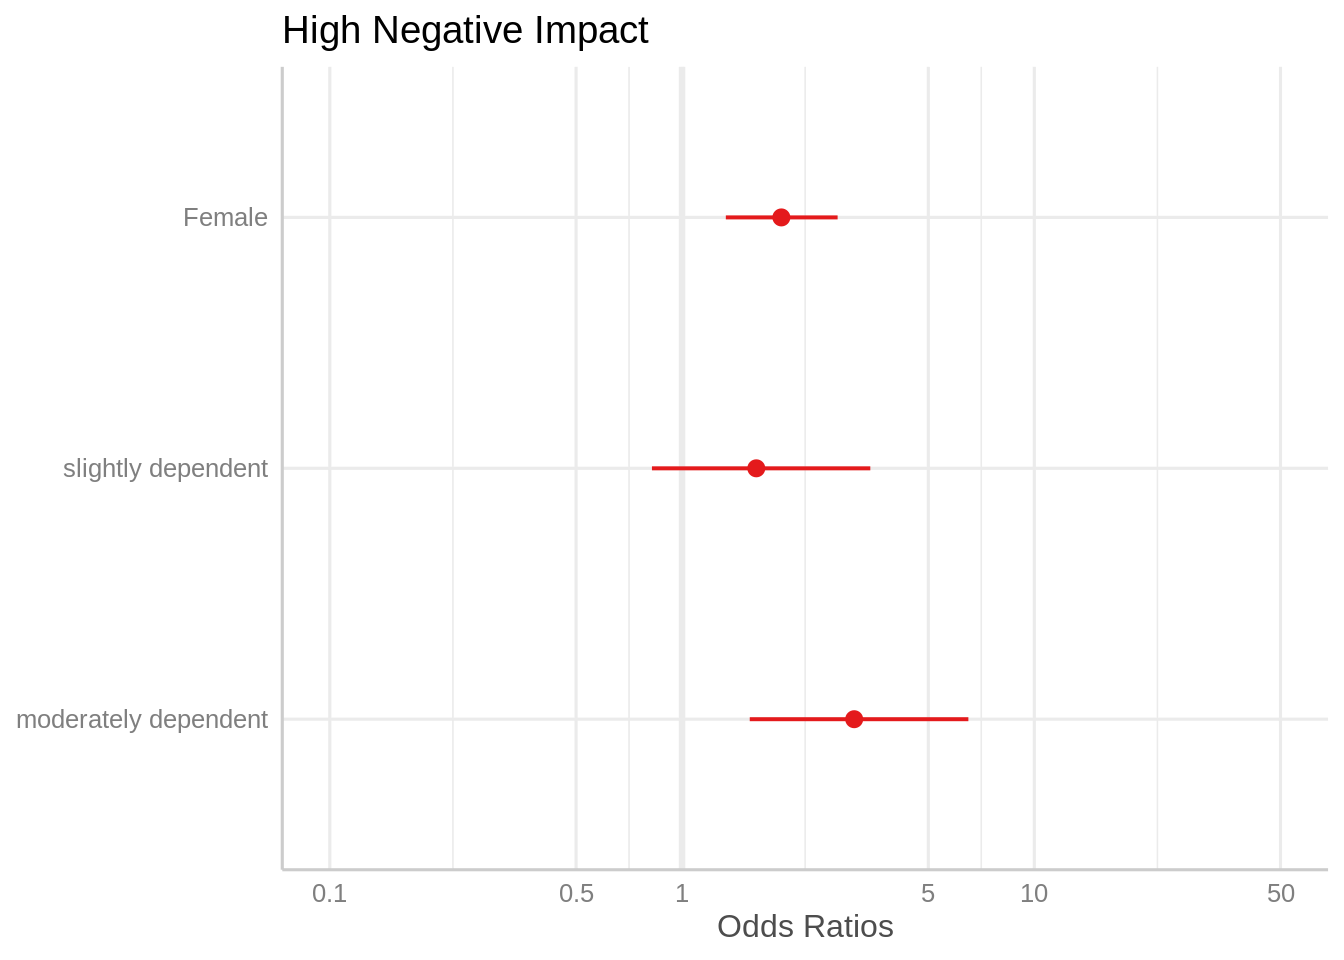 High Negative Impact
Female
slightly dependent
moderately dependent
0.1 0.5 1 5 10 50
Odds Ratios